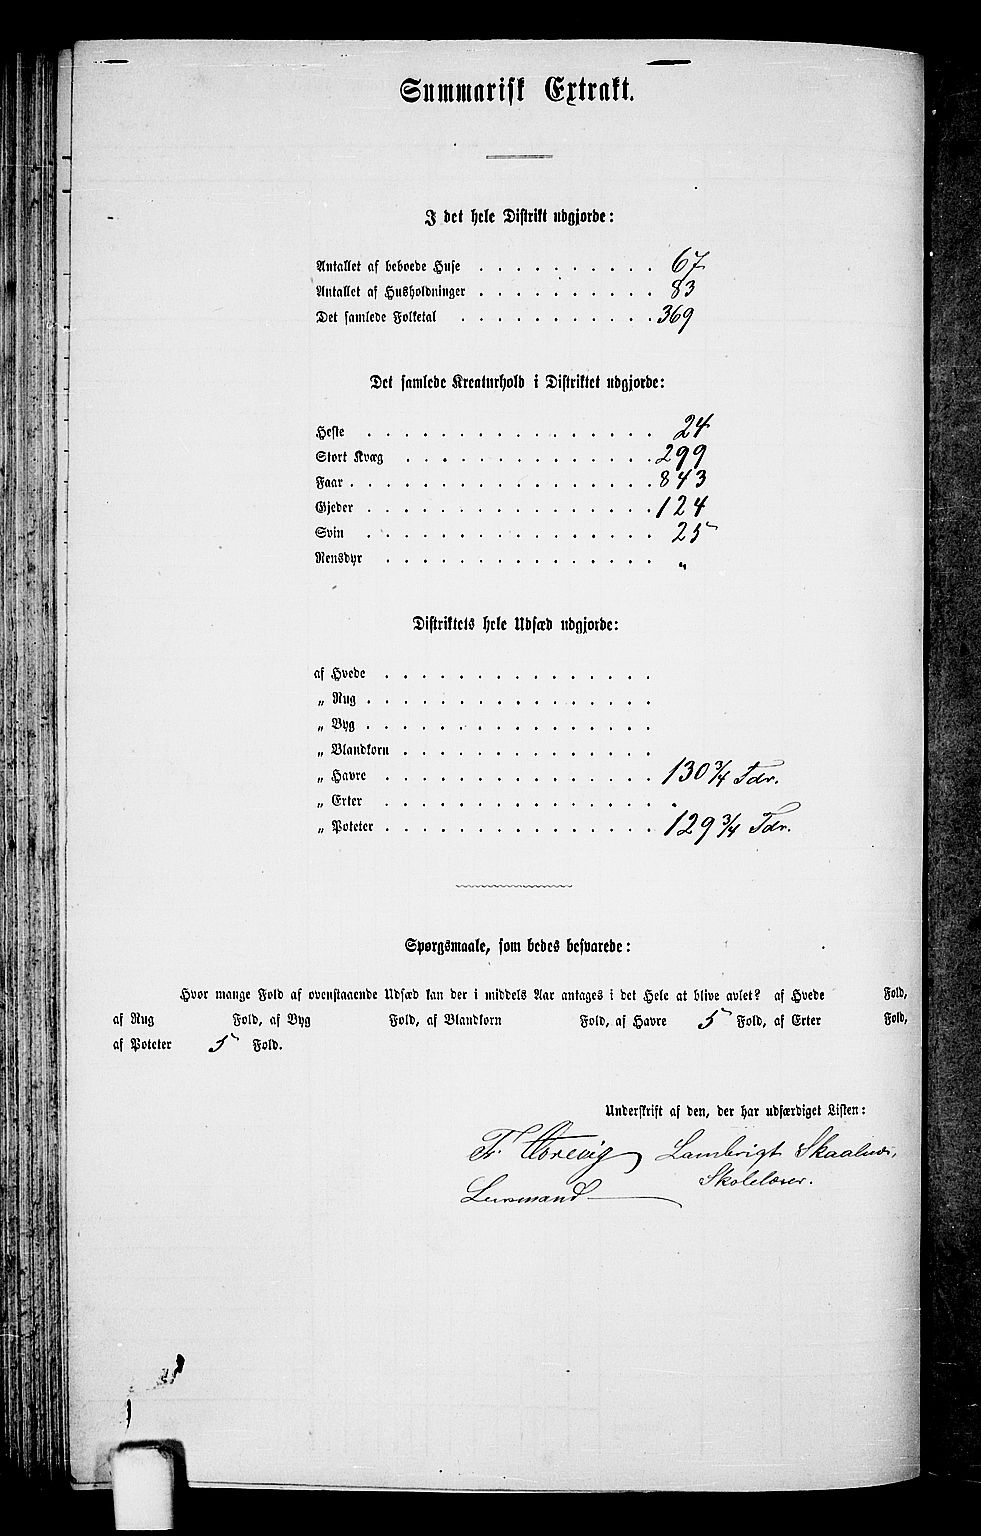 Summarisk Extrakt.
I det hele Distrikt udgjorde:
Antallet af beboede Huse . . . . . . . . . . 67
Antallet af Husholdninger . . . . . . . . . . 83
Det samlede Folketal . . . . . . . . . . . 369
Det samlede Kreaturhold i Distriktet udgjorde:
Heste . . . . . . . . . . . . . . . . 24
Stort Kvæg . . . . . . . . . . . . . . 299
Faar . . . . . . . . . . . . . . . . . 843
Gjeder . . . . . . . . . . . . . . . . 124
Svin . . . . . . . . . . . . . . . . 25
Rensdyr . . . . . . . . . . . . . . . „
Distriktets hele Udsæd udgjorde:
af Hvede . . . . . . . . . . . . . . .
„ Rug . . . . . . . . . . . . . . . .
„ Byg . . . . . . . . . . . . . . . .
„ Blandkorn . . . . . . . . . . . . . .
„ Havre . . . . . . . . . . . . . . . 130 3/4 Tdr.
„ Erter . . . . . . . . . . . . . . .
„ Poteter . . . . . . . . . . . . . . . 129 3/4 Tdr.
Spørgsmaale, som bedes besvarede:
Hvor mange Fold af ovenstaaende Udsæd kan der i middels Aar antages i det Hele at blive avlet? af Hvede Fold,
af Rug Fold, af Byg Fold, af Blandkorn Fold, af Havre 5 Fold, af Erter Fold,
af Poteter 5 Fold.
Underskrift af den, der har udfærdiget Listen:
Lambrigt
Lensmand Skolelærer.